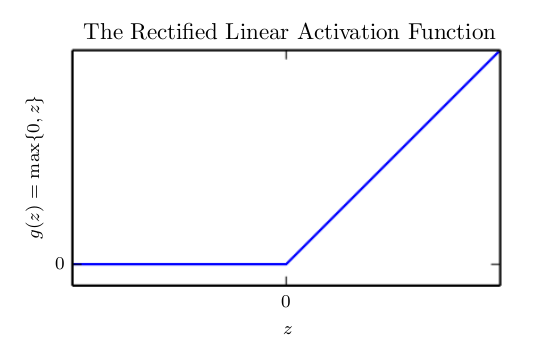 The Rectified Linear Activation Function
g(z) = max{0, z}
0
0
z